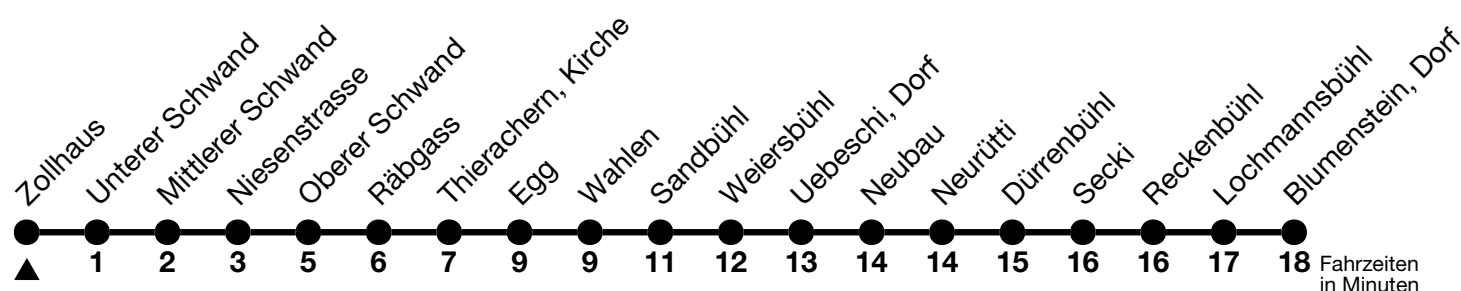 Zollhaus
Unterer Schwand
Mittlerer Schwand
Niesenstrasse
Oberer Schwand
Räbgass
Thierachern, Kirche
Egg
Wahlen
Sandbühl
Weiersbühl
Uebeschi, Dorf
Neubau
Neurütti
Dürrenbühl
Secki
Reckenbühl
Lochmannsbühl
Blumenstein, Dorf
1 2 3 5 6 7 9 9 11 12 13 14 14 15 16 16 17 18 Fahrzeiten
in Minuten